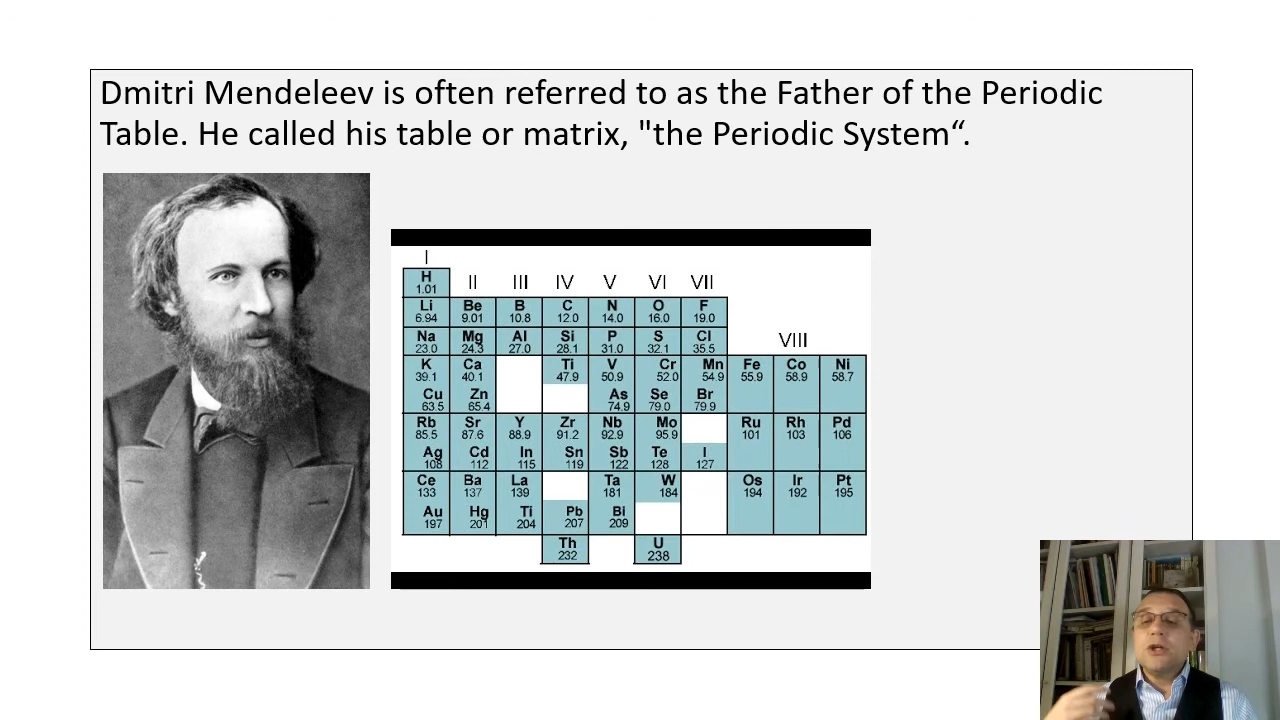 Dmitri Mendeleev is often referred to as the Father of the Periodic
Table. He called his table or matrix, "the Periodic System“.
I
II III IV V VI VII
VIII
H
1.01
Li Be B C N O F
6.94 9.01 10.8 12.0 14.0 16.0 19.0
Na Mg Al Si P S Cl
23.0 24.3 27.0 28.1 31.0 32.1 35.5
K Ca Ti V Cr Mn Fe Co Ni
39.1 40.1 47.9 50.9 52.0 54.9 55.9 58.9 58.7
Cu Zn As Se Br
63.5 65.4 74.9 79.0 79.9
Rb Sr Y Zr Nb Mo Ru Rh Pd
85.5 87.6 88.9 91.2 92.9 95.9 101 103 106
Ag Cd In Sn Sb Te I
108 112 115 119 122 128 127
Ce Ba La Ta W Os Ir Pt
133 137 139 181 184 194 192 195
Au Hg Ti Pb Bi
197 201 204 207 209
Th U
232 238